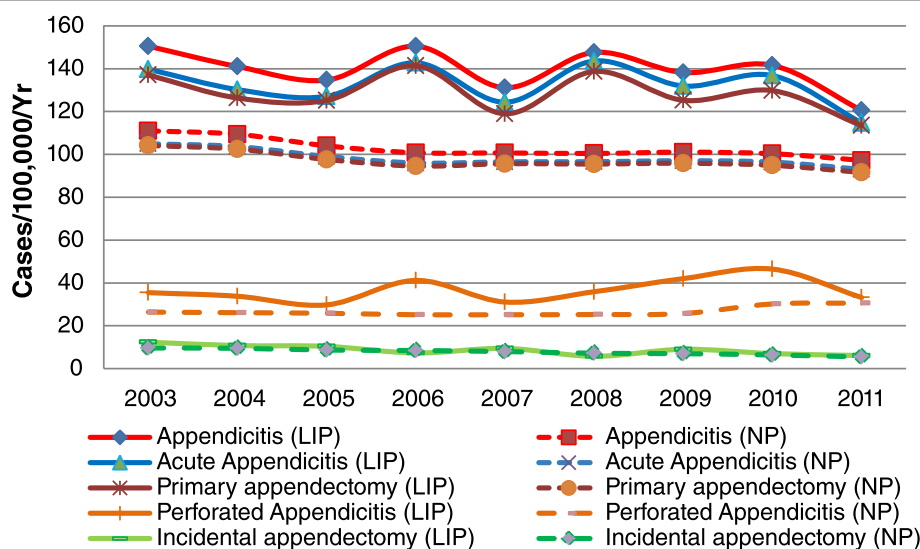 160
140
120
100
80
60
40
20
0
Cases/100,000/Yr
2003 2004 2005 2006 2007 2008 2009 2010 2011
Appendicitis (LIP) Appendicitis (NP)
Acute Appendicitis (LIP) Acute Appendicitis (NP)
Primary appendectomy (LIP) Primary appendectomy (NP)
Perforated Appendicitis (LIP) Perforated Appendicitis (NP)
Incidental appendectomy (LIP) Incidental appendectomy (NP)